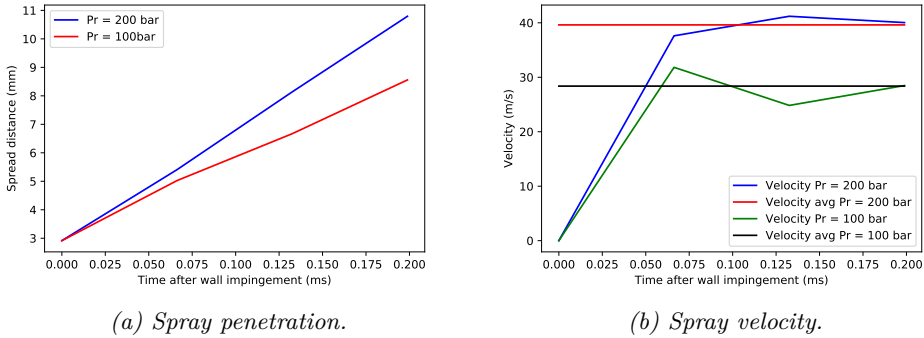 Pr = 200 bar
Pr = 100bar
11
10
9
8
7
6
5
4
3
Spread distance (mm)
0.000 0.025 0.050 0.075 0.100 0.125 0.150 0.175 0.200
Time after wall impingement (ms)
(a) Spray penetration.
40
30
20
10
0
Velocity (m/s)
Velocity Pr = 200 bar
Velocity avg Pr = 200 bar
Velocity Pr = 100 bar
Velocity avg Pr = 100 bar
0.000 0.025 0.050 0.075 0.100 0.125 0.150 0.175 0.200
Time after wall impingement (ms)
(b) Spray velocity.